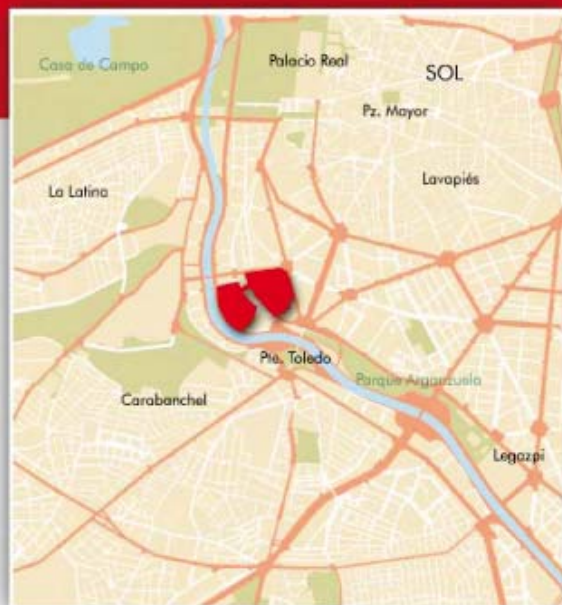 Casa de Campo
Palacio Real
SOL
Pz. Mayor
La Latina
Lavapiés
Pte. Toledo
Parque Arganzuela
Carabanchel
Legazpi